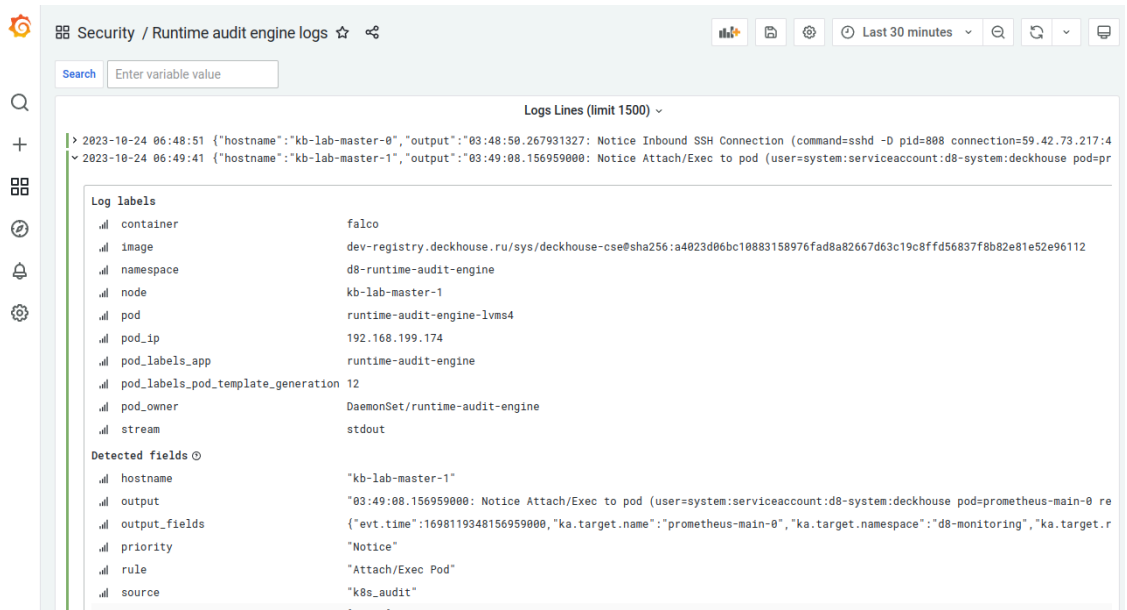 Security / Runtime audit engine logs
Last 30 minutes
Search Enter variable value
Logs Lines (limit 1500)
2023-10-24 06:48:51 {"hostname":"kb-lab-master-0","output":"03:48:50.267931327: Notice Inbound SSH Connection (command=sshd -D pid=808 connection=59.42.73.217:4
2023-10-24 06:49:41 {"hostname":"kb-lab-master-1","output":"03:49:08.156959000: Notice Attach/Exec to pod (user=system:serviceaccount:d8-system:deckhouse pod=pr
Log labels
container falco
image dev-registry.deckhouse.ru/sys/deckhouse-cse@sha256:a4023d06bc10883158976fad8a82667d63c19c8ffd56837f8b82e81e52e96112
namespace d8-runtime-audit-engine
node kb-lab-master-1
pod runtime-audit-engine-lvms4
pod_ip 192.168.199.174
pod_labels_app runtime-audit-engine
pod_labels_pod_template_generation 12
pod_owner DaemonSet/runtime-audit-engine
stream stdout
Detected fields
hostname "kb-lab-master-1"
output "03:49:08.156959000: Notice Attach/Exec to pod (user=system:serviceaccount:d8-system:deckhouse pod=prometheus-main-0 re
output_fields {"evt.time":1698119348156959000,"ka.target.name":"prometheus-main-0","ka.target.namespace":"d8-monitoring","ka.target.r
priority "Notice"
rule "Attach/Exec Pod"
source "k8s_audit"